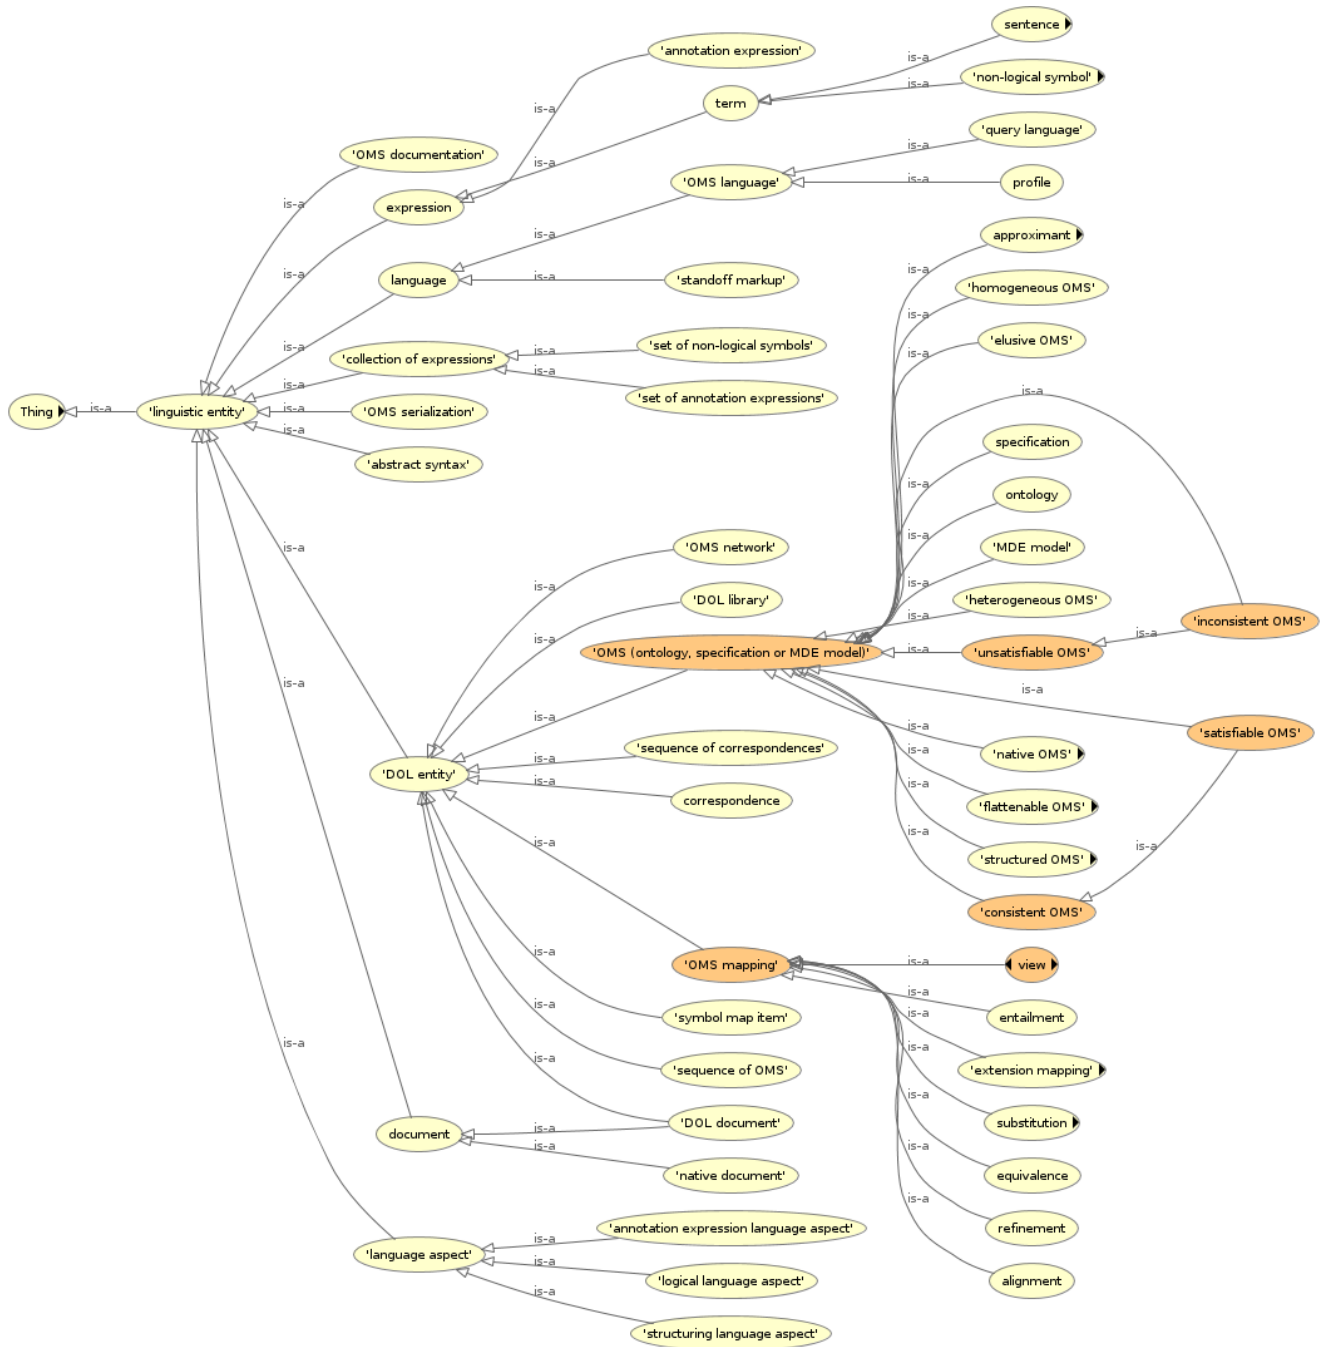 Thing
is-a
'linguistic entity'
is-a
'OMS documentation'
is-a
expression
is-a
'annotation expression'
is-a
term
is-a
sentence
is-a
'non-logical symbol'
is-a
language
is-a
'OMS language'
is-a
'query language'
is-a
profile
is-a
'standoff markup'
is-a
'collection of expressions'
is-a
'set of non-logical symbols'
is-a
'set of annotation expressions'
is-a
'OMS serialization'
is-a
'abstract syntax'
is-a
'DOL entity'
is-a
'OMS network'
is-a
'DOL library'
is-a
'OMS (ontology, specification or MDE model)'
is-a
approximant
is-a
'homogeneous OMS'
is-a
'elusive OMS'
is-a
specification
is-a
ontology
is-a
'MDE model'
is-a
'heterogeneous OMS'
is-a
'unsatisfiable OMS'
is-a
'inconsistent OMS'
is-a
is-a
'satisfiable OMS'
is-a
'native OMS'
is-a
'flattenable OMS'
is-a
'structured OMS'
is-a
'consistent OMS'
is-a
'sequence of correspondences'
is-a
correspondence
is-a
'OMS mapping'
is-a
view
is-a
entailment
is-a
'extension mapping'
is-a
substitution
is-a
equivalence
is-a
refinement
is-a
alignment
is-a
'symbol map item'
is-a
'sequence of OMS'
is-a
'DOL document'
is-a
document
is-a
is-a
'native document'
is-a
'language aspect'
is-a
'annotation expression language aspect'
is-a
'logical language aspect'
is-a
'structuring language aspect'